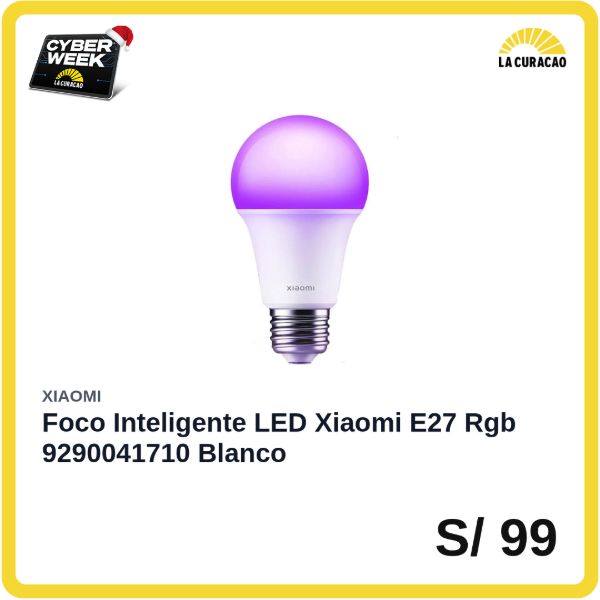 CYBER
WEEK
LA CURACAO
LA CURACAO
xiaomi
XIAOMI
Foco Inteligente LED Xiaomi E27 Rgb
9290041710 Blanco
S/ 99